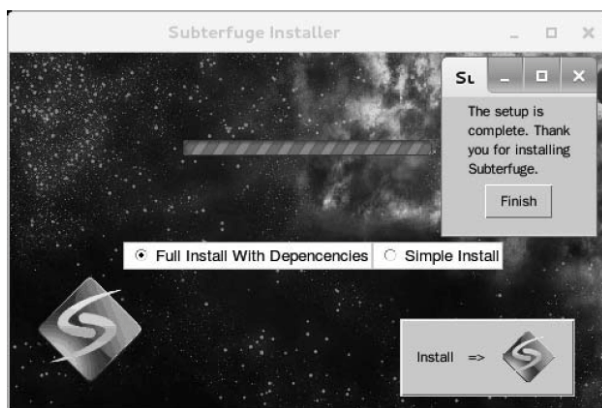 Subterfuge Installer
Su
The setup is
complete. Thank
you for installing
Subterfuge.
Finish
Full Install With Depencencies
Simple Install
Install =>